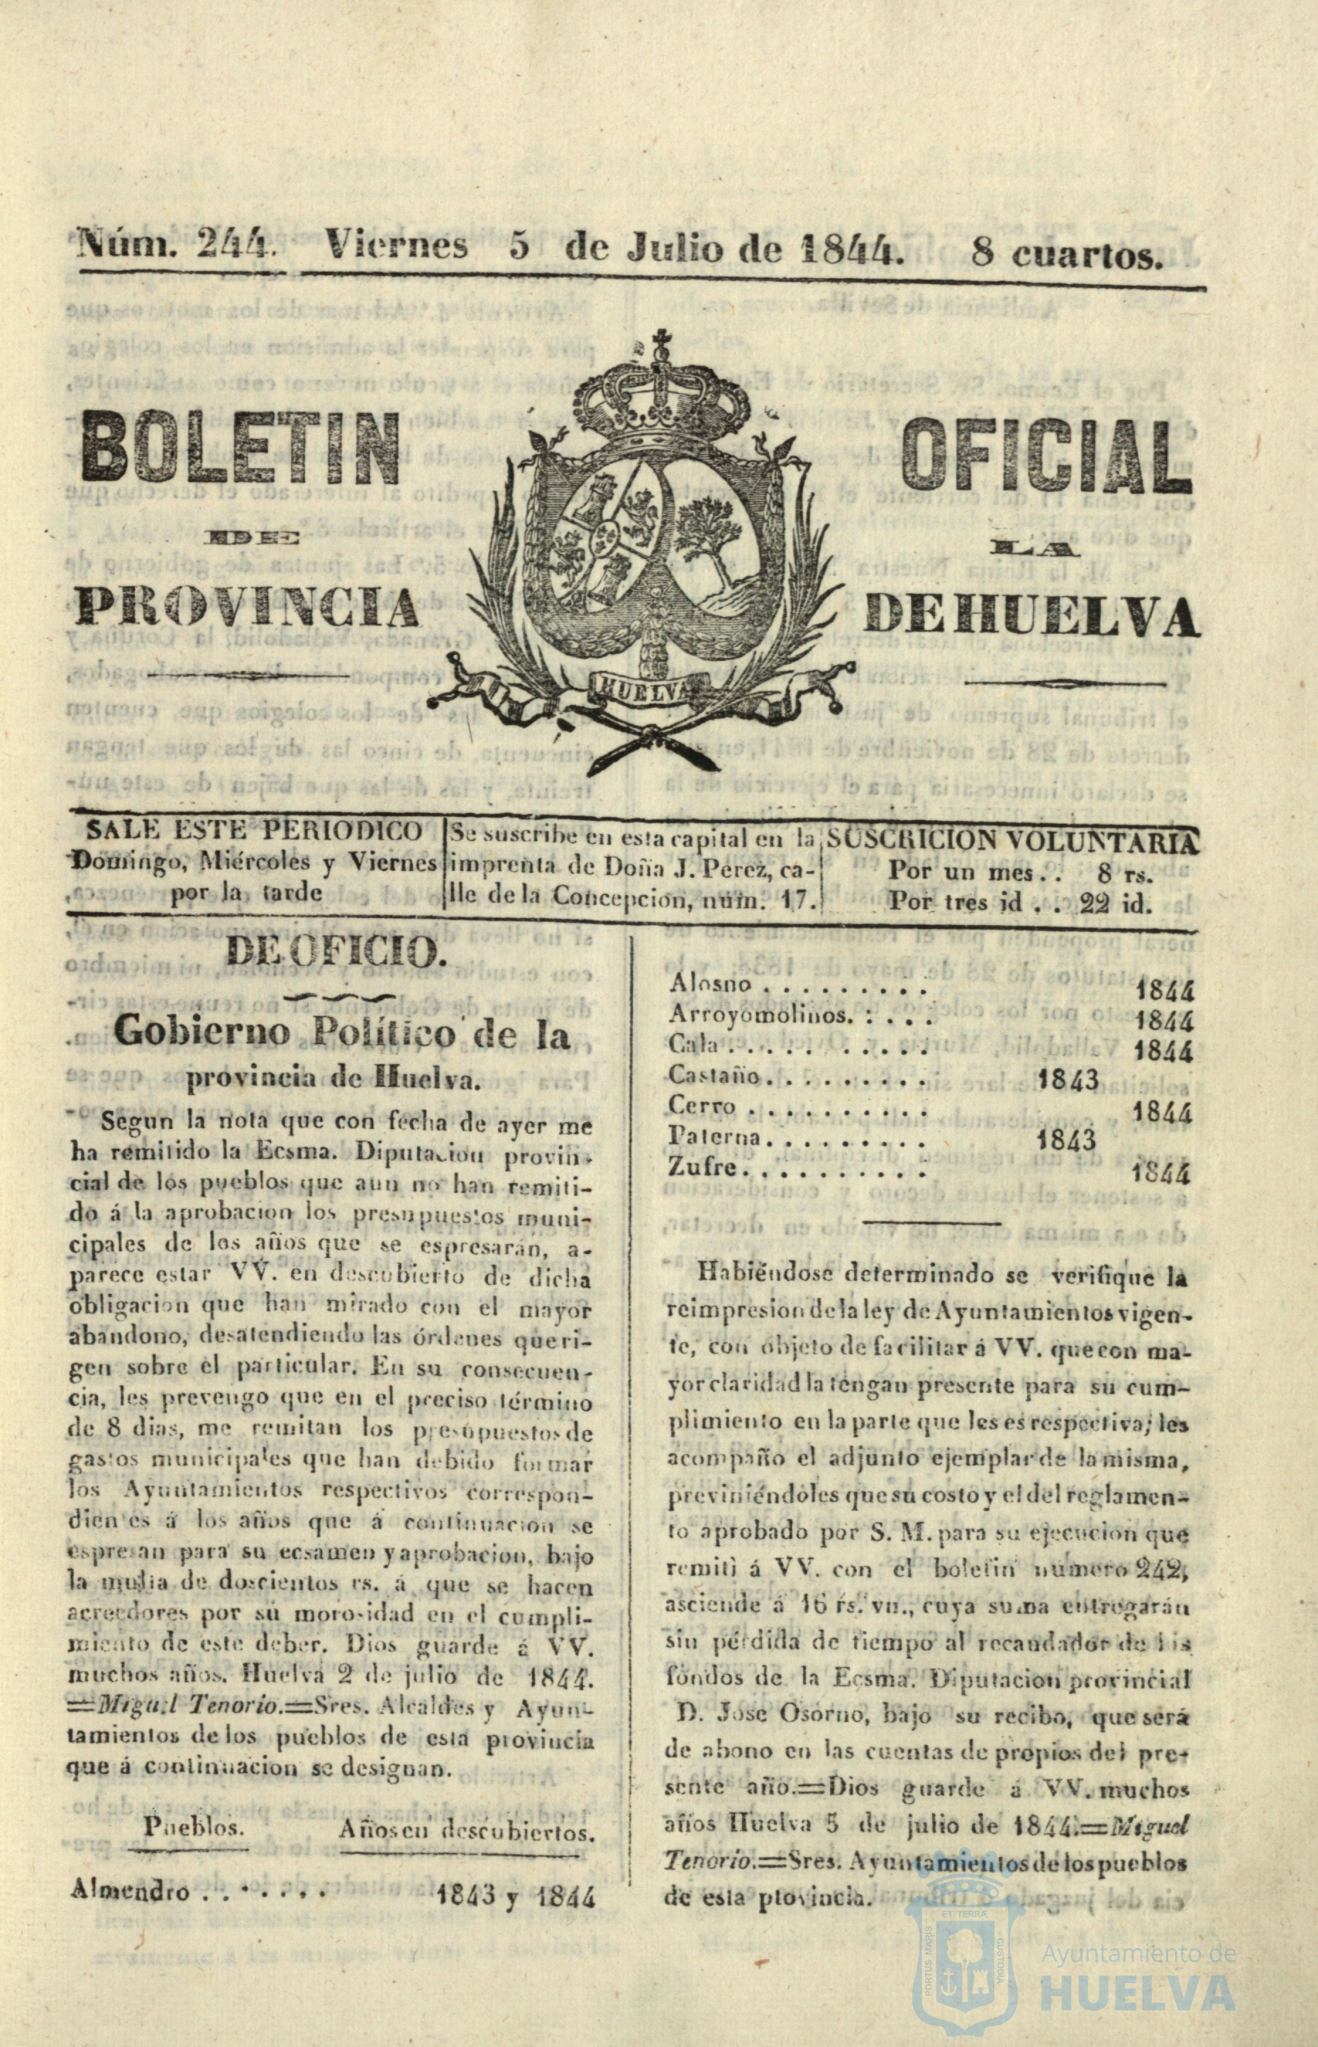 Núm. 244. Viernes 5 de Julio de 1844. 8 cuartos.
BOLETIN OFICIAL
DE LA
PROVINCIA DE HUELVA
HUELVA
SALE ESTE PERIODICO
Domingo, Miércoles y Viernes
por la tarde
Se suscribe en esta capital en la
imprenta de Doña J. Perez, ca-
lle de la Concepcion, núm. 17.
SUSCRICION VOLUNTARIA
Por un mes.. 8 rs.
Por tres id . . 22 id.
DE OFICIO.
Gobierno Político de la
provincia de Huelva.
Segun la nota que con fecha de ayer me
ha remitido la Ecsma. Diputacion provin-
cial de los pueblos que aun no han remiti-
do á la aprobacion los presupuestos muni-
cipales de los años que se espresarán, a-
parece estar VV. en descubierto de dicha
obligacion que han mirado con el mayor
abandono, desatendiendo las órdenes que ri-
gen sobre el particular. En su consecuen-
cia, les prevengo que en el preciso término
de 8 dias, me remitan los presupuestos de
gastos municipales que han debido formar
los Ayuntamientos respectivos correspon-
dientes á los años que á continuacion se
espresan para su ecsamen y aprobacion, bajo
la multa de doscientos rs. á que se hacen
acreedores por su morosidad en el cumpli-
miento de este deber. Dios guarde á VV.
muchos años. Huelva 2 de julio de 1844.
=Miguel Tenorio.=Sres. Alcaldes y Ayun-
tamientos de los pueblos de esta provincia
que á continuacion se designan.
Pueblos. Años en descubiertos.
Almendro . . . . . . . 1843 y 1844
Alosno . . . . . . . . . 1844
Arroyomolinos. : . . . 1844
Cala . . . . . . . . . . 1844
Castaño. . . . . . . . . 1843
Cerro . . . . . . . . . . 1844
Paterna. . . . . . . . . 1843
Zufre. . . . . . . . . . 1844
Habiéndose determinado se verifique la
reimpresion de la ley de Ayuntamientos vigen-
te, con objeto de facilitar á VV. que con ma-
yor claridad la tengan presente para su cum-
plimiento en la parte que les es respectiva; les
acompaño el adjunto ejemplar de la misma,
previniéndoles que su costo y el del reglamen-
to aprobado por S. M. para su ejecucion que
remití á VV. con el boletin numero 242,
asciende á 16 rs. vn., cuya suma entregarán
sin pérdida de tiempo al recaudador de los
fondos de la Ecsma. Diputacion provincial
D. Jose Osorno, bajo su recibo, que será
de abono en las cuentas de propios del pre-
sente año.=Dios guarde á VV. muchos
años Huelva 5 de julio de 1844.=Miguel
Tenorio.=Sres. Ayuntamientos de los pueblos
de esta provincia.
PORTUS MARIS
ET TERRÆ
CUSTODIA
Ayuntamiento de
HUELVA